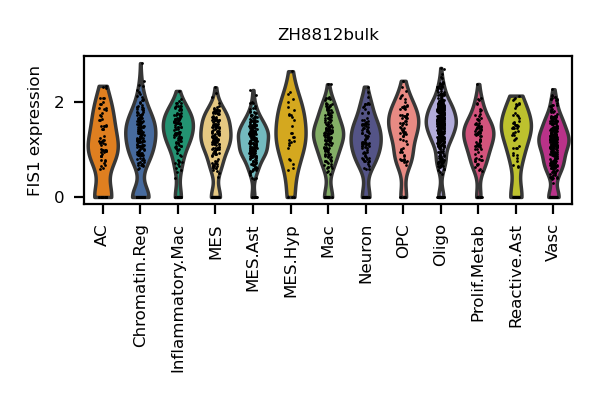 ZH8812bulk
FIS1 expression
2
0
AC
Chromatin.Reg
Inflammatory.Mac
MES
MES.Ast
MES.Hyp
Mac
Neuron
OPC
Oligo
Prolif.Metab
Reactive.Ast
Vasc